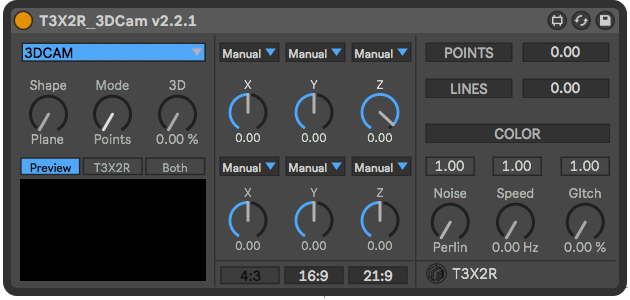 T3X2R_3DCam v2.2.1
3DCAM
Shape Mode 3D
Plane Points 0.00 %
Preview T3X2R Both
Manual Manual Manual
X Y Z
0.00 0.00 0.00
Manual Manual Manual
X Y Z
0.00 0.00 0.00
4:3 16:9 21:9
POINTS 0.00
LINES 0.00
COLOR
1.00 1.00 1.00
Noise Speed Gltch
Perlin 0.00 Hz 0.00 %
T3X2R